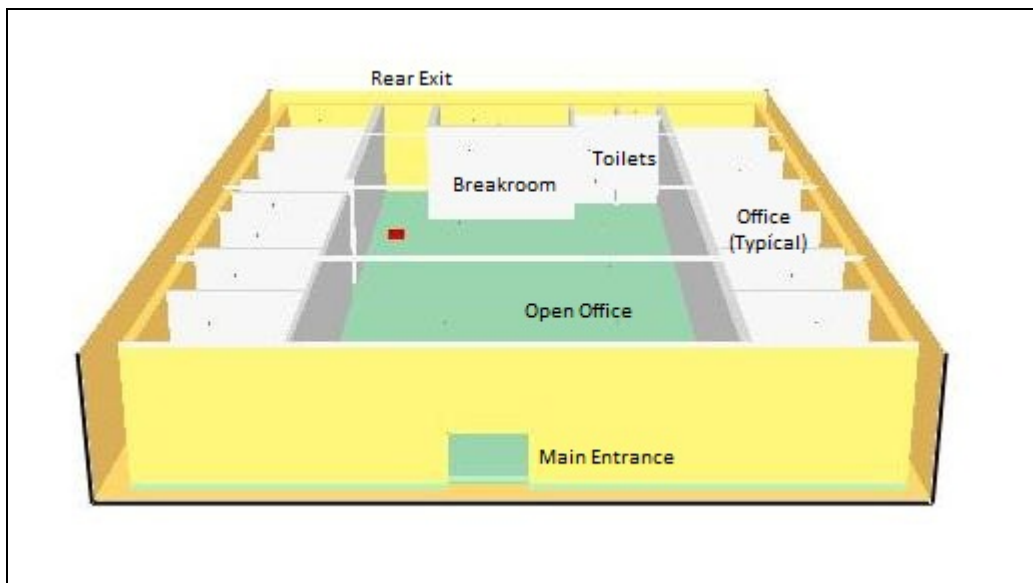 Rear Exit
Toilets
Breakroom
Office
(Typical)
Open Office
Main Entrance